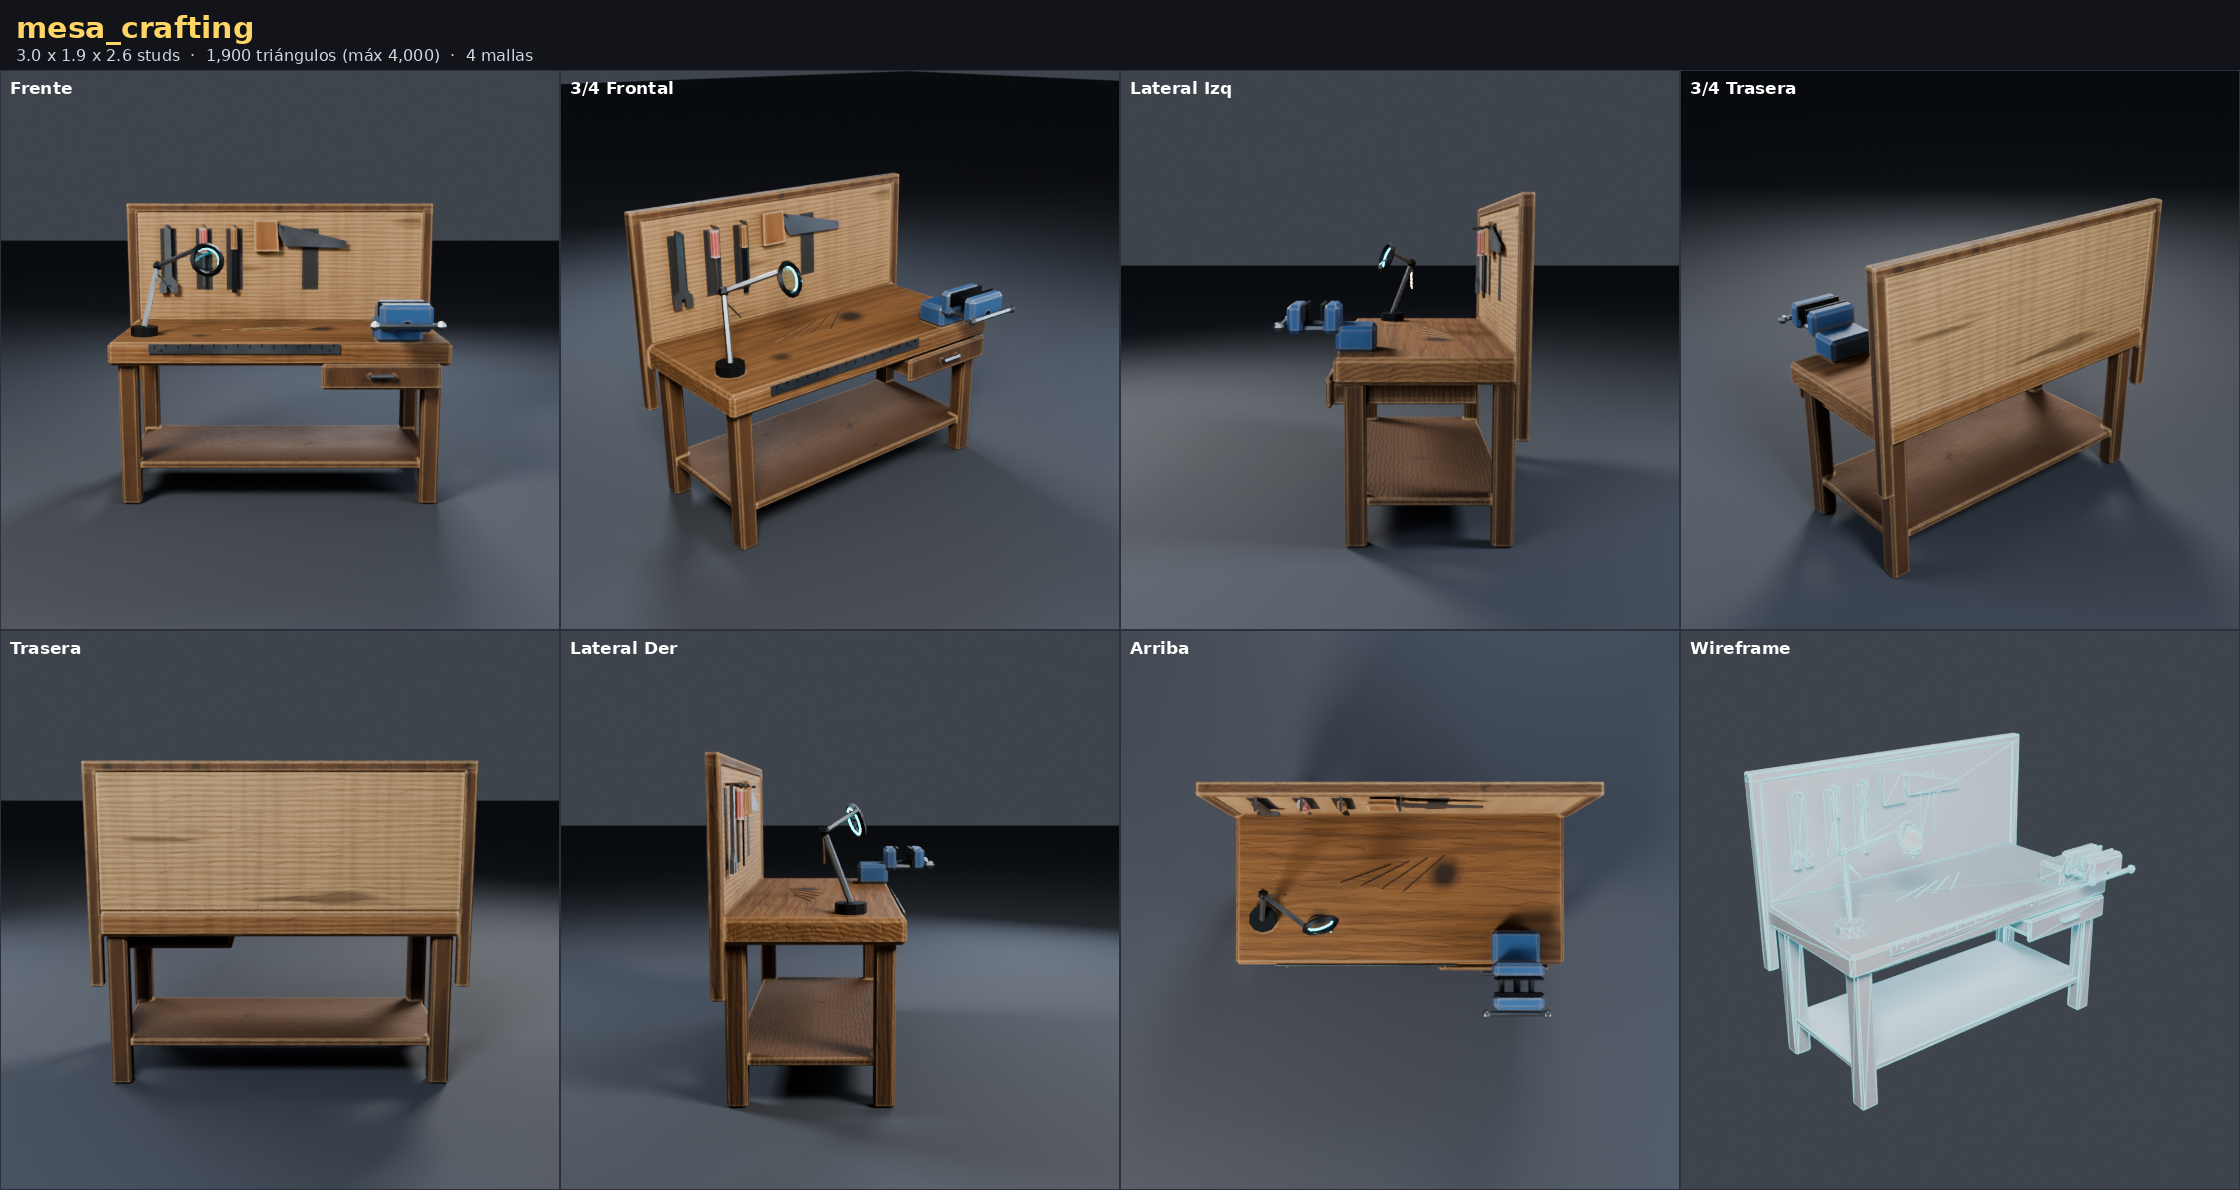 mesa_crafting
3.0 x 1.9 x 2.6 studs · 1,900 triángulos (máx 4,000) · 4 mallas
Frente
3/4 Frontal
Lateral Izq
3/4 Trasera
Trasera
Lateral Der
Arriba
Wireframe